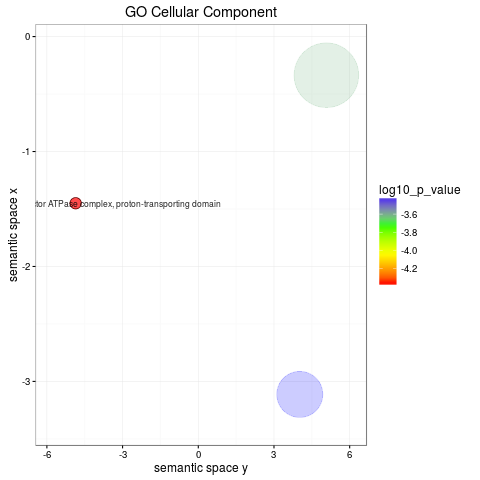 GO Cellular Component
0
-1
-2
-3
semantic space x
tor ATPase complex, proton-transporting domain
-6
-3
0
3
6
semantic space y
log10_p_value
-3.6
-3.8
-4.0
-4.2